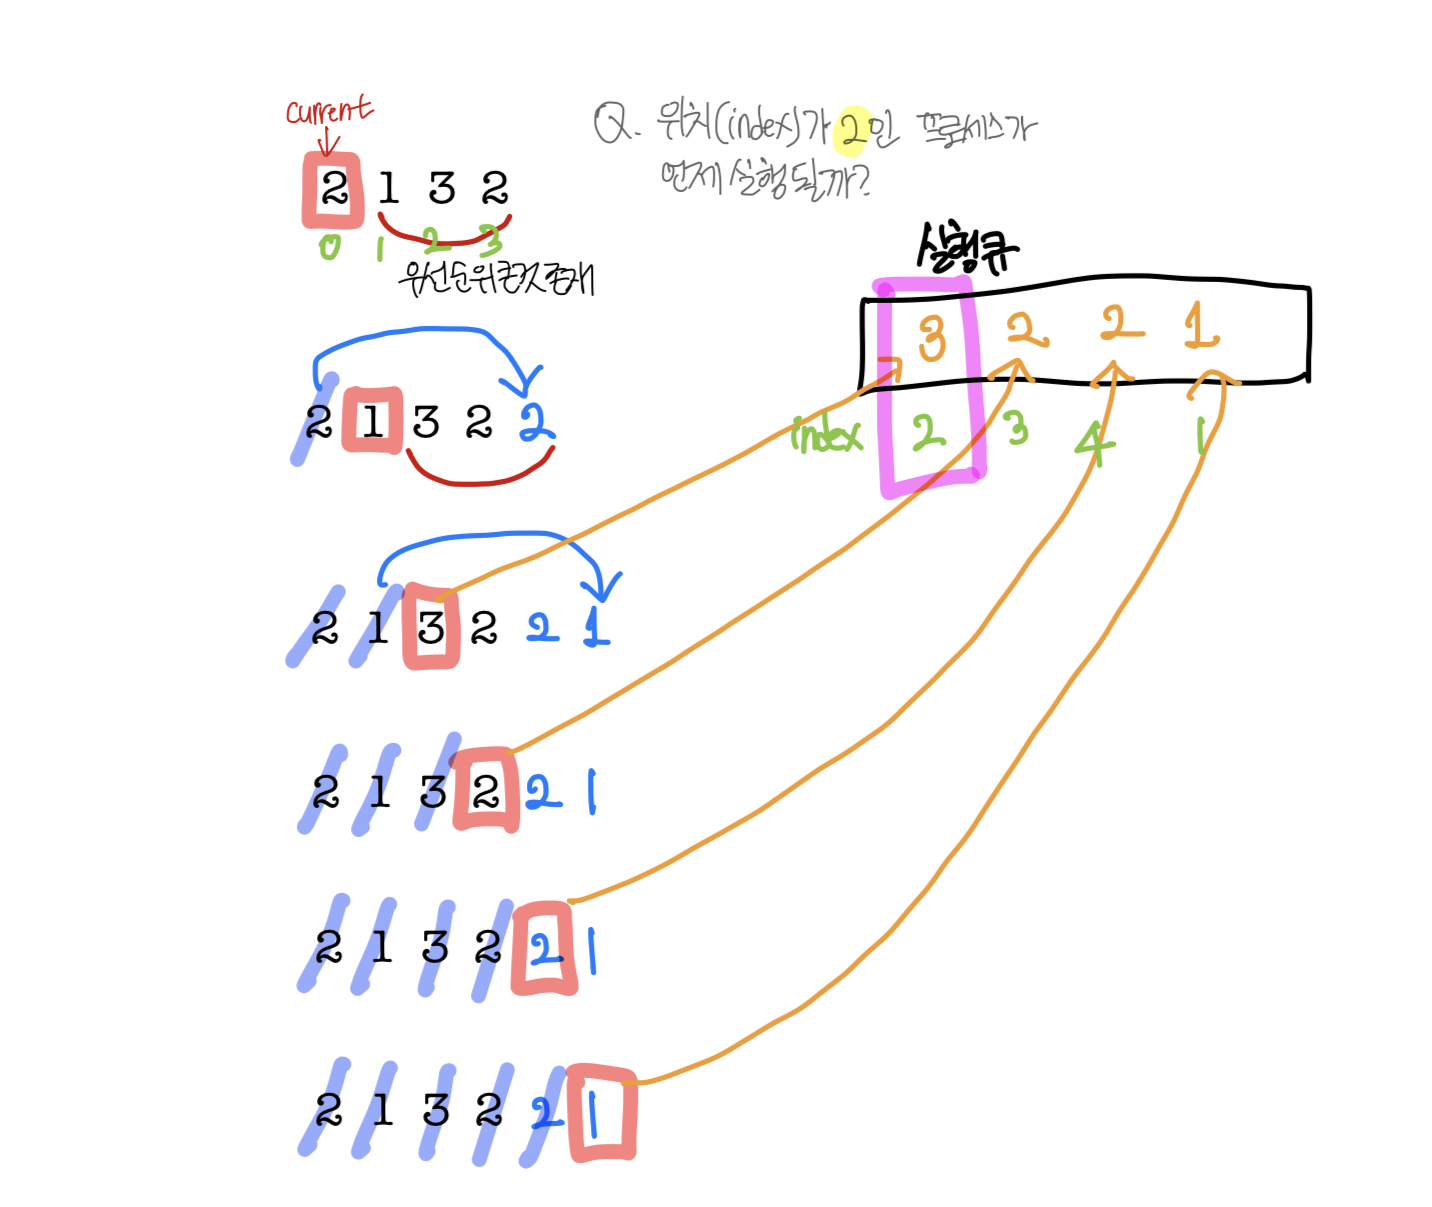 current
Q. 위치(index)가 2인 프로세스가
언제 실행될까?
2 1 3 2
0 1 2 3
우선순위 큰것 존재
실행큐
3 2 2 1
index 2 3 4 1
2 1 3 2 2
2 1 3 2 2 1
2 1 3 2 2 1
2 1 3 2 2 1
2 1 3 2 2 1